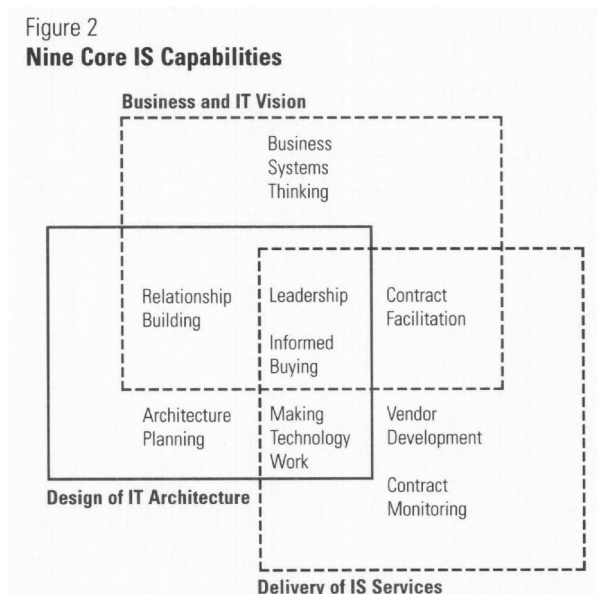 Figure 2
Nine Core IS Capabilities
Business and IT Vision
Business
Systems
Thinking
Relationship
Building
Leadership
Informed
Buying
Contract
Facilitation
Architecture
Planning
Making
Technology
Work
Vendor
Development
Contract
Monitoring
Design of IT Architecture
Delivery of IS Services